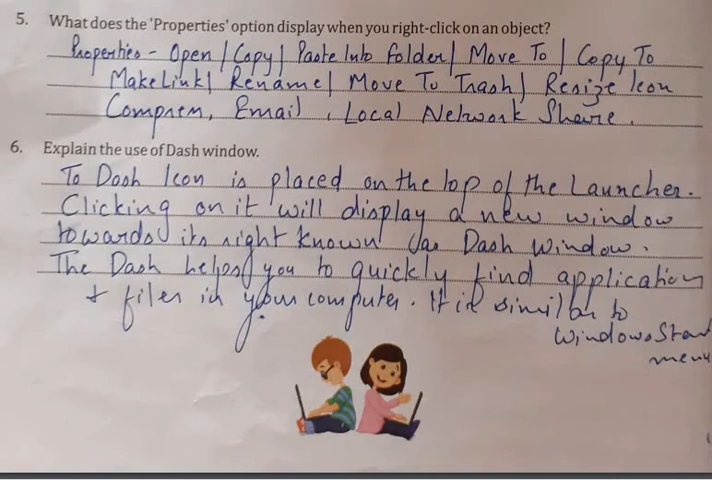 5. What does the 'Properties' option display when you right-click on an object?
Properties - Open | Copy | Paste Into folder | Move To | Copy To
Make Link | Rename | Move To Trash | Resize Icon
Compress, Email, Local Network Share.
6. Explain the use of Dash window.
To Dash Icon is placed on the top of the Launcher.
Clicking on it will display a new window
towards its right known as Dash Window.
The Dash helps you to quickly find application
+ files in your computer. It is similar to
Windows Start
menu